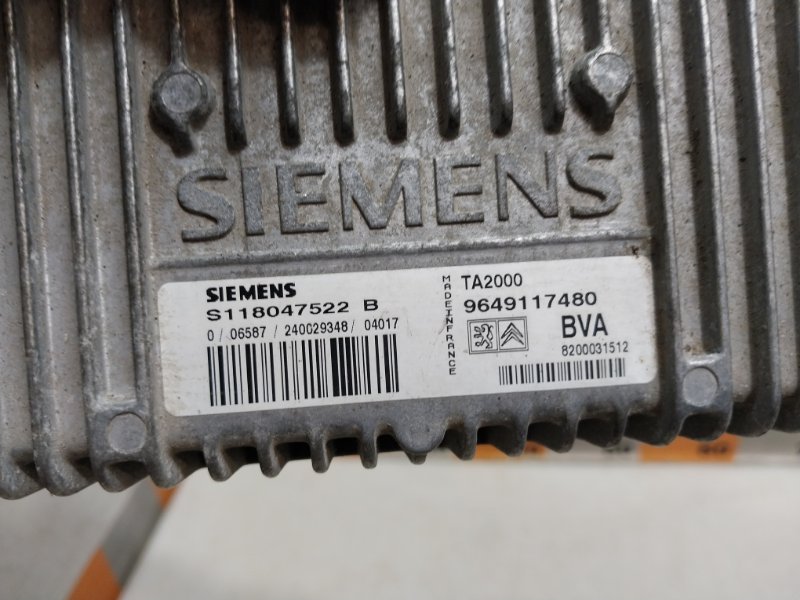 SIEMENS
SIEMENS
S118047522 B
0 / 06587 / 240029348 / 04017
MADEINFRANCE
TA2000
9649117480
BVA
8200031512